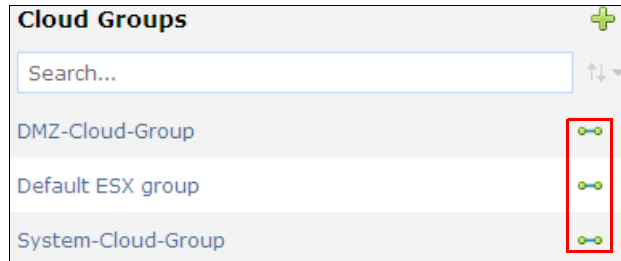 Cloud Groups
Search...
DMZ-Cloud-Group
Default ESX group
System-Cloud-Group